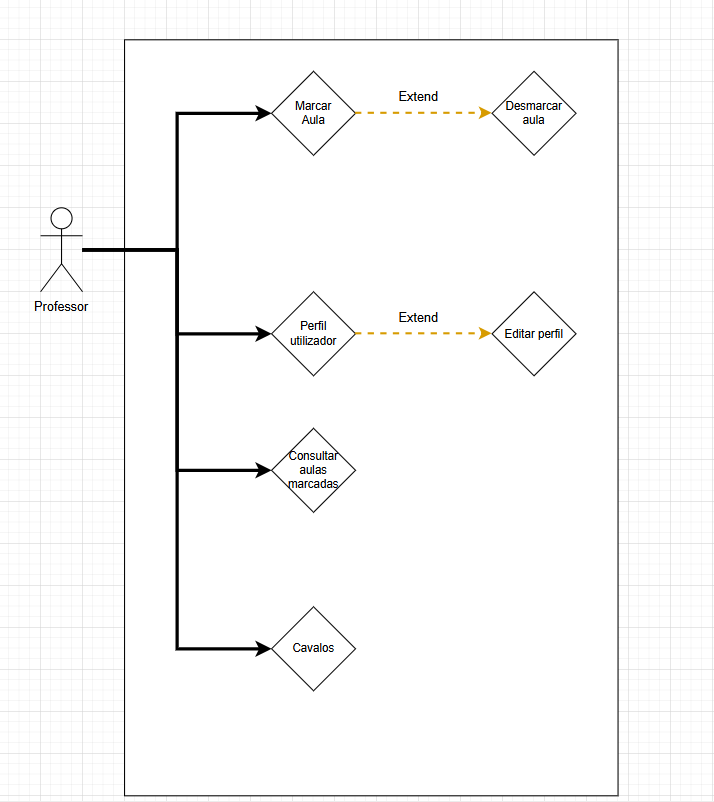 Marcar
Aula
Extend
Desmarcar
aula
Professor
Perfil
utilizador
Extend
Editar perfil
Consultar
aulas
marcadas
Cavalos